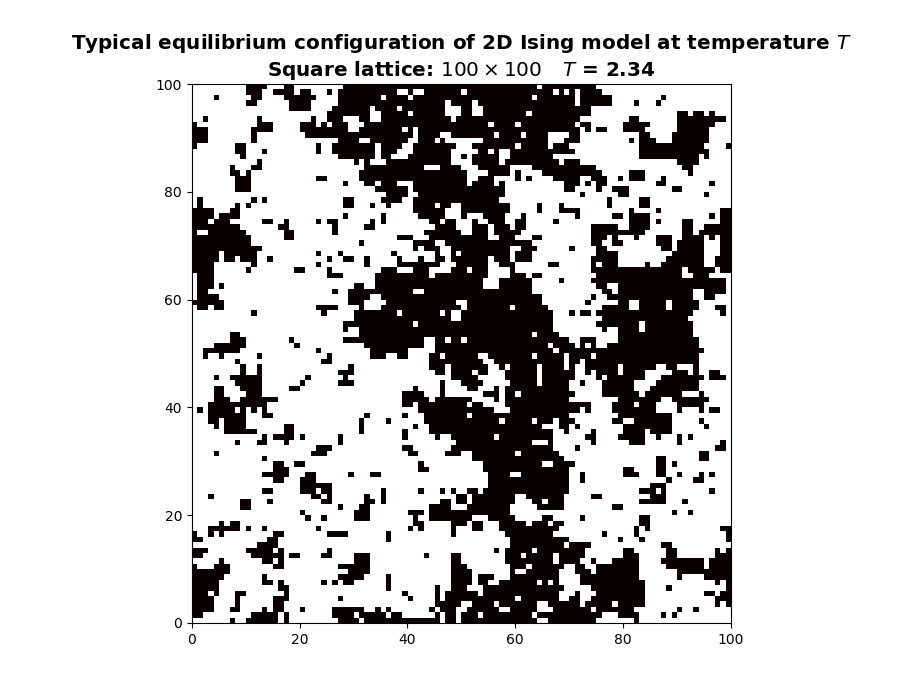 Typical equilibrium configuration of 2D Ising model at temperature T
Square lattice: 100 × 100 T = 2.34
100
80
60
40
20
0
0 20 40 60 80 100